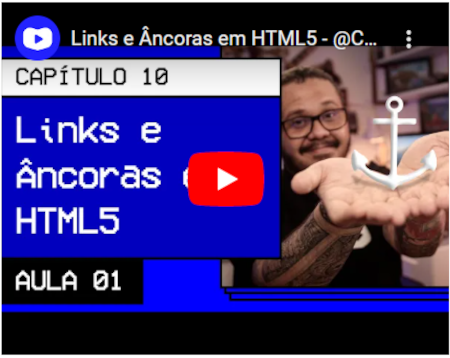 Links e Âncoras em HTML5 - @C...
CAPÍTULO 10
Links e
Âncoras
HTML5
AULA 01